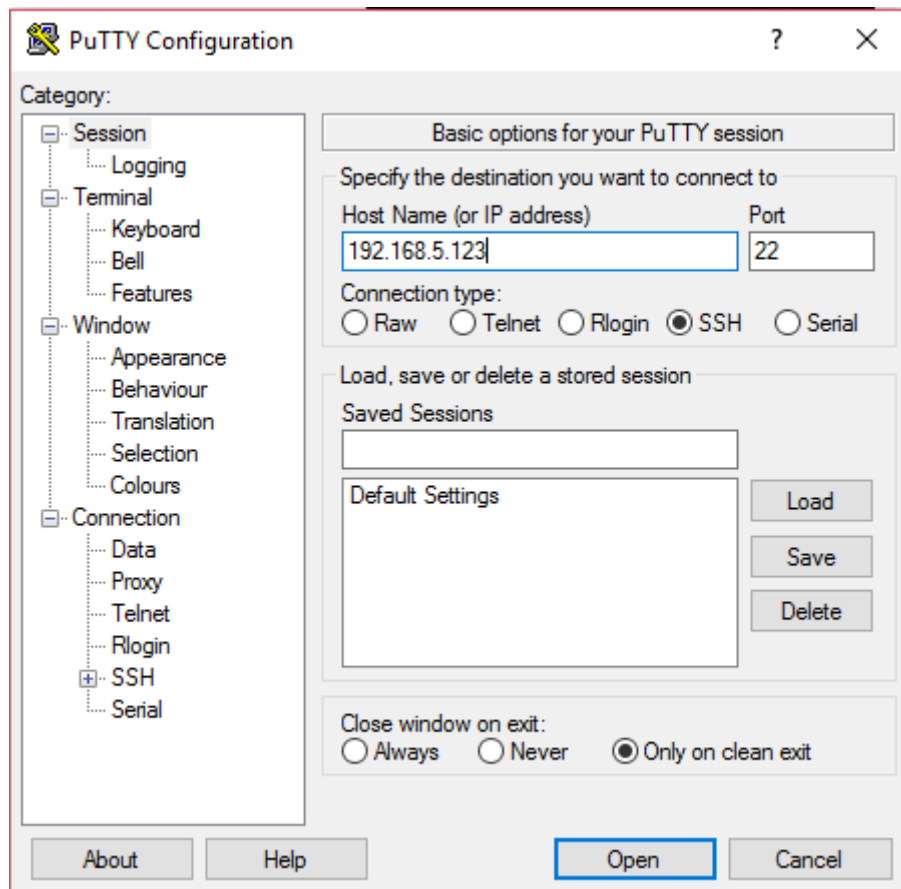 PuTTY Configuration
?
Category:
Session
Logging
Terminal
Keyboard
Bell
Features
Window
Appearance
Behaviour
Translation
Selection
Colours
Connection
Data
Proxy
Telnet
Rlogin
SSH
Serial
Basic options for your PuTTY session
Specify the destination you want to connect to
Host Name (or IP address) Port
192.168.5.123 22
Connection type:
Raw Telnet Rlogin SSH Serial
Load, save or delete a stored session
Saved Sessions
Default Settings
Load
Save
Delete
Close window on exit:
Always Never Only on clean exit
About Help Open Cancel